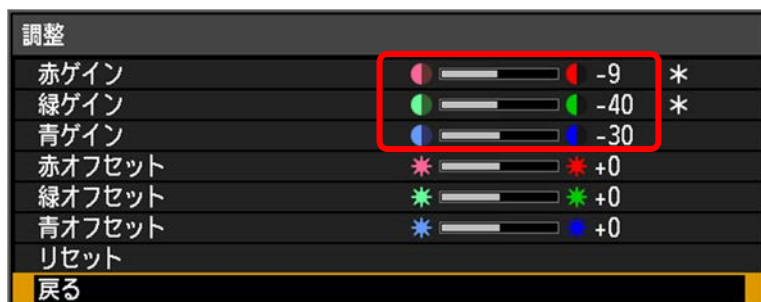 調整
赤ゲイン -9 *
緑ゲイン -40 *
青ゲイン -30
赤オフセット +0
緑オフセット +0
青オフセット +0
リセット
戻る